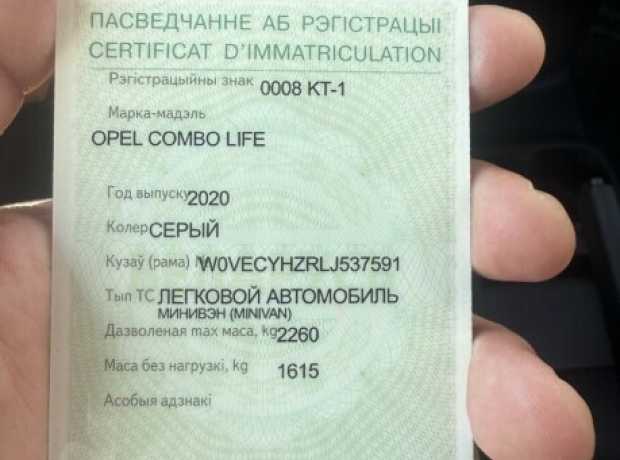 ПАСВЕДЧАННЕ АБ РЭГІСТРАЦЫІ
CERTIFICAT D'IMMATRICULATION
Рэгістрацыйны знак 0008 KT-1
Марка-мадэль
OPEL COMBO LIFE
Год выпуску 2020
Колер СЕРЫЙ
Кузаў (рама) № W0VECYHZRLJ537591
Тып ТС ЛЕГКОВОЙ АВТОМОБИЛЬ
МИНИВЭН (MINIVAN)
Дазволеная max маса, kg 2260
Маса без нагрузкі, kg 1615
Асобыя адзнакі